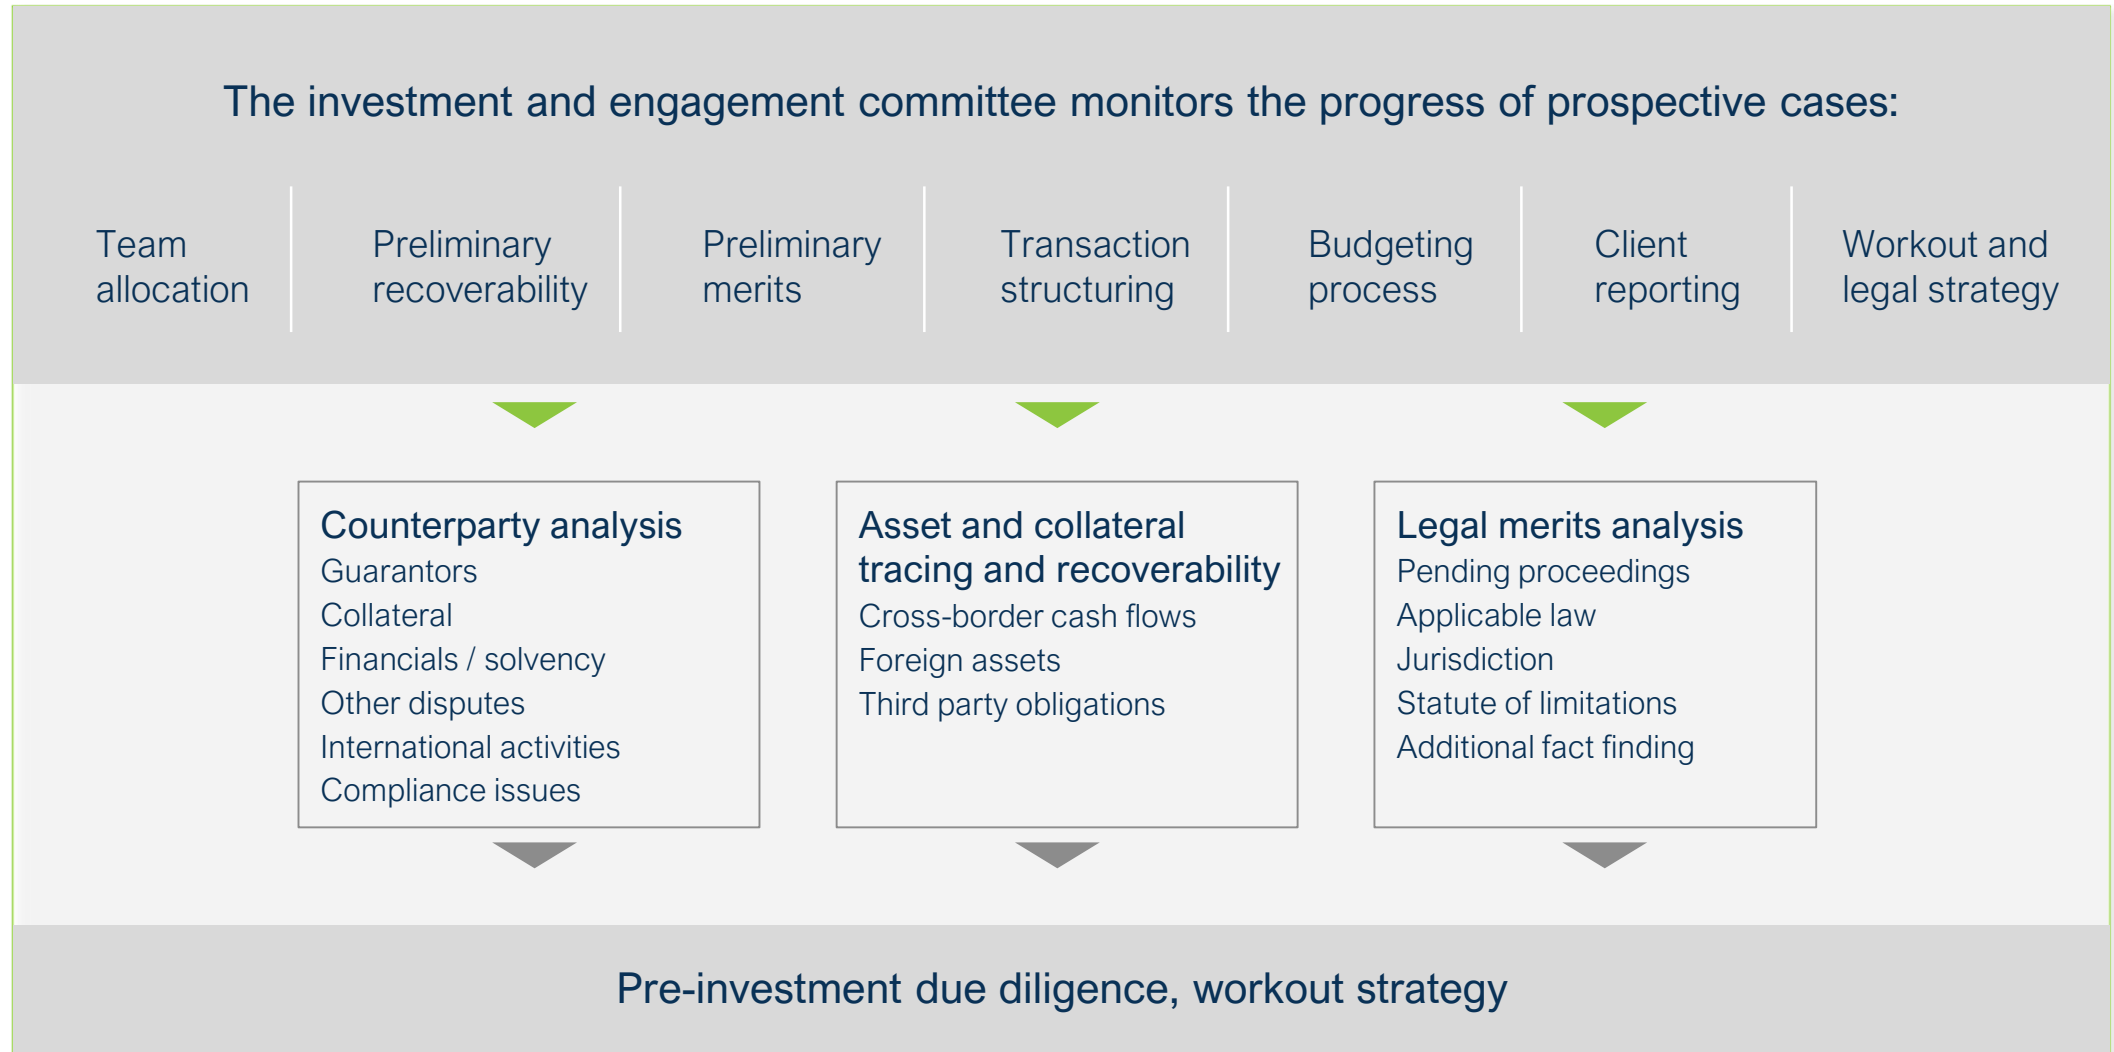 The investment and engagement committee monitors the progress of prospective cases:
Team
allocation
Preliminary
recoverability
Preliminary
merits
Transaction
structuring
Budgeting
process
Client
reporting
Workout and
legal strategy
Counterparty analysis
Guarantors
Collateral
Financials / solvency
Other disputes
International activities
Compliance issues
Asset and collateral
tracing and recoverability
Cross-border cash flows
Foreign assets
Third party obligations
Legal merits analysis
Pending proceedings
Applicable law
Jurisdiction
Statute of limitations
Additional fact finding
Pre-investment due diligence, workout strategy